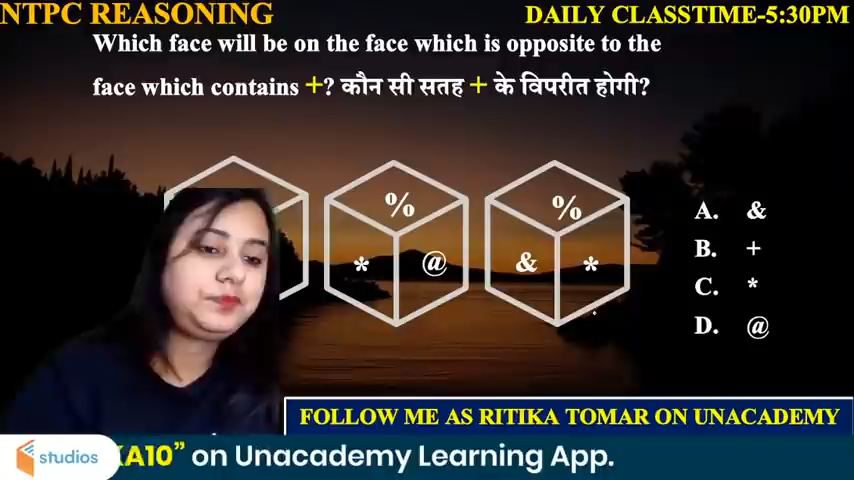 NTPC REASONING
DAILY CLASSTIME-5:30PM
Which face will be on the face which is opposite to the
face which contains +? कौन सी सतह + के विपरीत होगी?
%
* @
%
& *
A. &
B. +
C. *
D. @
FOLLOW ME AS RITIKA TOMAR ON UNACADEMY
studios
KA10” on Unacademy Learning App.